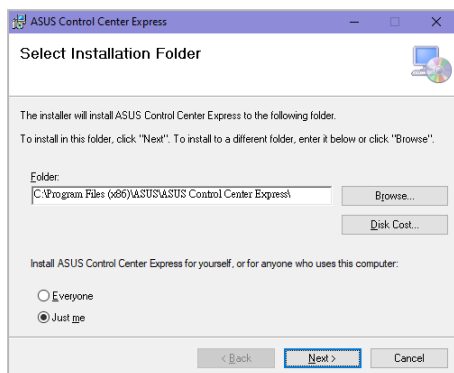 ASUS Control Center Express
Select Installation Folder
The installer will install ASUS Control Center Express to the following folder.
To install in this folder, click "Next". To install to a different folder, enter it below or click "Browse".
Folder:
C:\Program Files (x86)\ASUS\ASUS Control Center Express\
Browse...
Disk Cost...
Install ASUS Control Center Express for yourself, or for anyone who uses this computer:
Everyone
Just me
< Back
Next >
Cancel